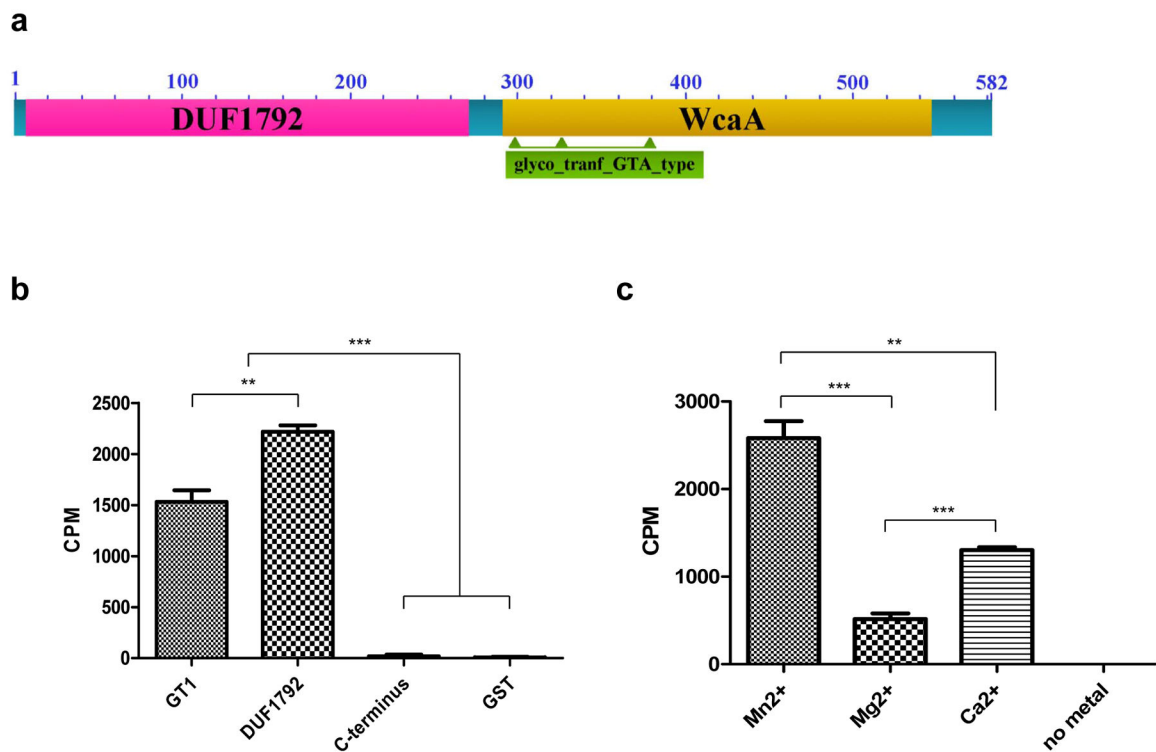 a
1 100 200 300 400 500 582
DUF1792 WcaA
glyco_tranf_GTA_type
b
c
***
**
CPM
2500
2000
1500
1000
500
0
GT1 DUF1792 C-terminus GST
**
***
***
CPM
3000
2000
1000
0
Mn2+ Mg2+ Ca2+ no metal